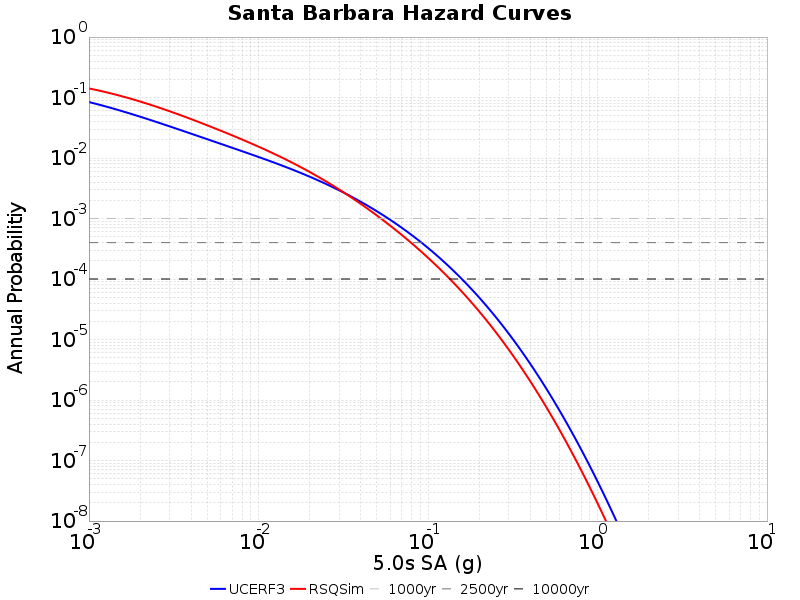 Santa Barbara Hazard Curves
Annual Probabilitiy
10^0
10^-1
10^-2
10^-3
10^-4
10^-5
10^-6
10^-7
10^-8
10^-3 10^-2 10^-1 10^0 10^1
5.0s SA (g)
UCERF3 RSQSim 1000yr 2500yr 10000yr